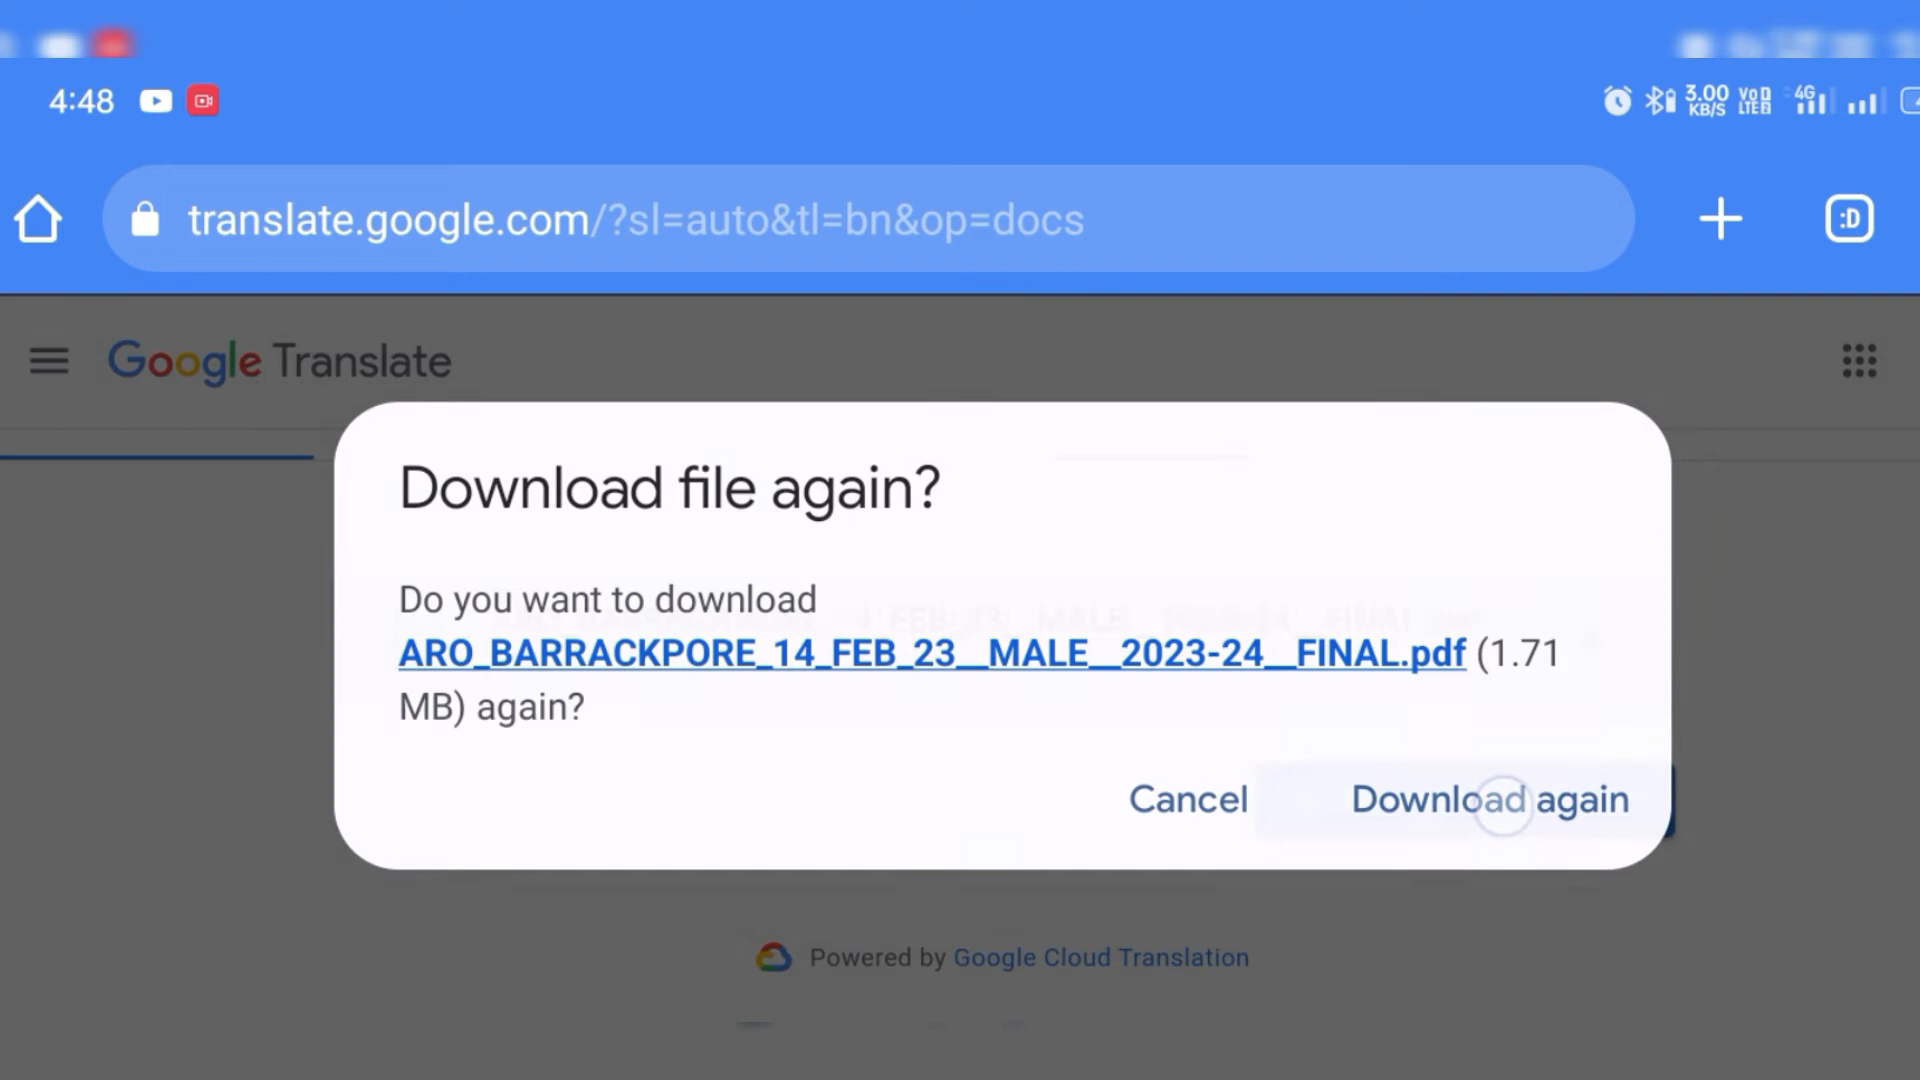 4:48
3.00 KB/S
VoD LTE2
4G
translate.google.com/?sl=auto&tl=bn&op=docs
:D
Google Translate
Download file again?
Do you want to download
ARO_BARRACKPORE_14_FEB_23__MALE__2023-24__FINAL.pdf (1.71
MB) again?
Cancel
Download again
Powered by Google Cloud Translation